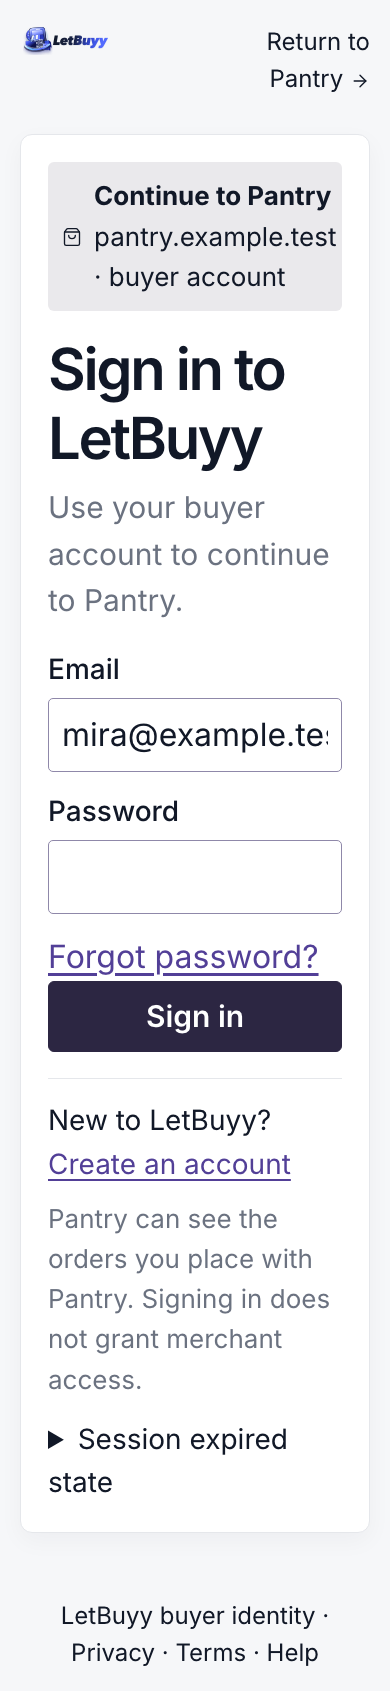 LetBuyy
Return to
Pantry →
Continue to Pantry
pantry.example.test
· buyer account
Sign in to
LetBuyy
Use your buyer
account to continue
to Pantry.
Email
mira@example.tes
Password
Forgot password?
Sign in
New to LetBuyy?
Create an account
Pantry can see the
orders you place with
Pantry. Signing in does
not grant merchant
access.
▶ Session expired
state
LetBuyy buyer identity ·
Privacy · Terms · Help